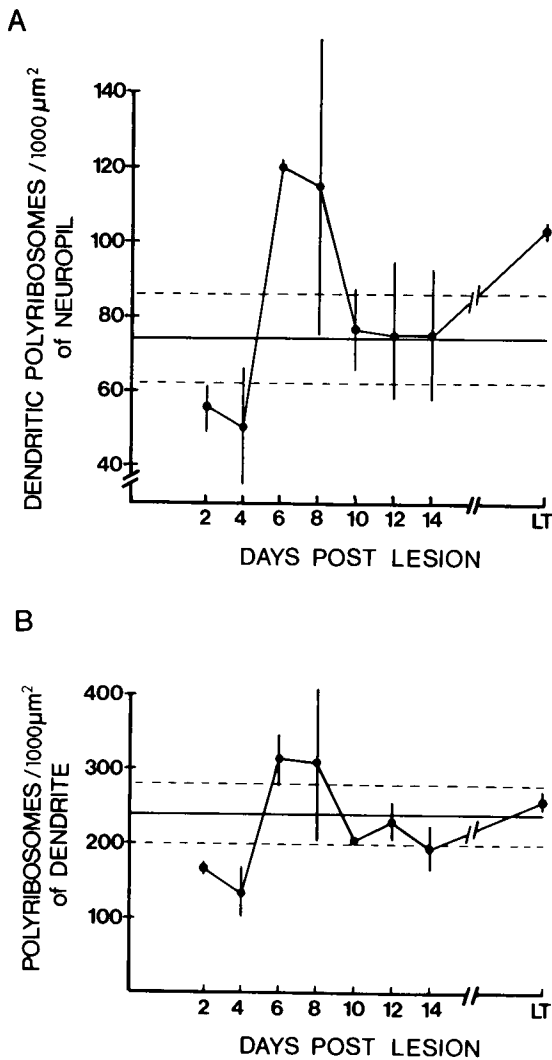 A
DENDRITIC POLYRIBOSOMES / 1000 µm²
of NEUROPIL
140
120
100
80
60
40
2 4 6 8 10 12 14 LT
DAYS POST LESION
B
POLYRIBOSOMES / 1000µm²
of DENDRITE
400
300
200
100
2 4 6 8 10 12 14 LT
DAYS POST LESION